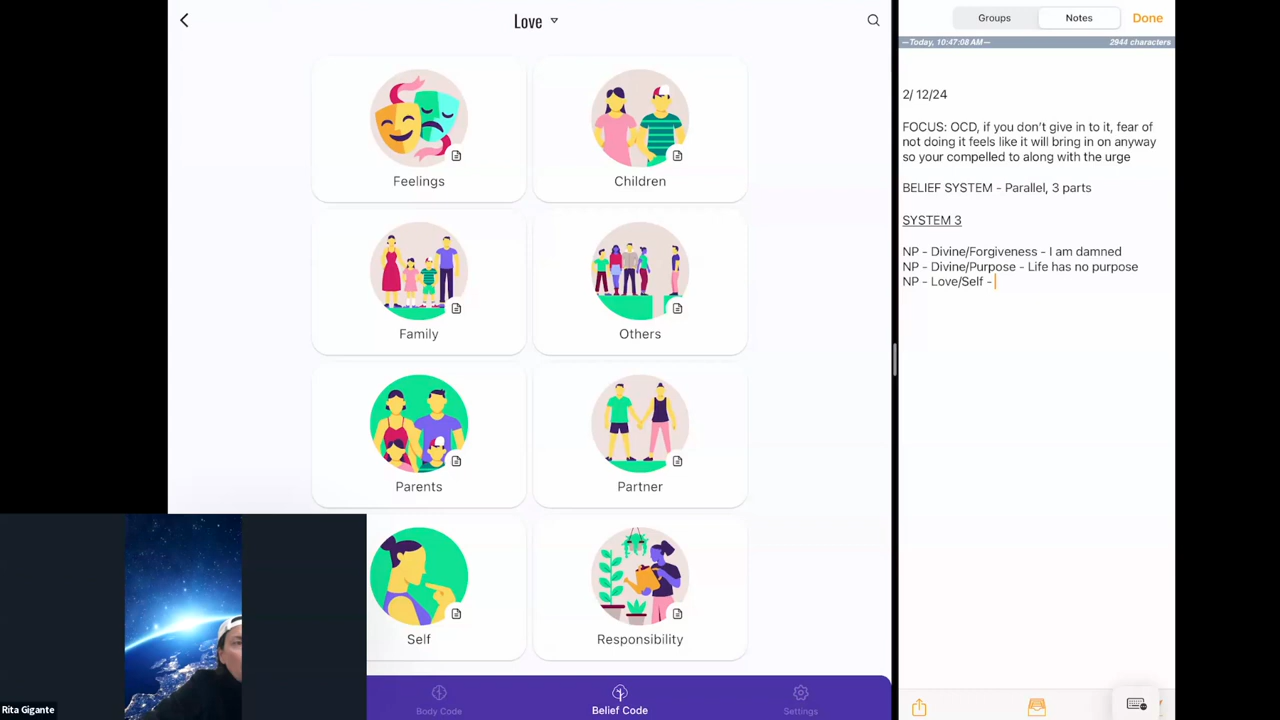 Love
Groups
Notes
Done
—Today, 10:47:08 AM—
2944 characters
Feelings
Children
Family
Others
Parents
Partner
Self
Responsibility
2/ 12/24
FOCUS: OCD, if you don't give in to it, fear of
not doing it feels like it will bring in on anyway
so your compelled to along with the urge
BELIEF SYSTEM - Parallel, 3 parts
SYSTEM 3
NP - Divine/Forgiveness - I am damned
NP - Divine/Purpose - Life has no purpose
NP - Love/Self -
Rita Gigante
Body Code
Belief Code
Settings